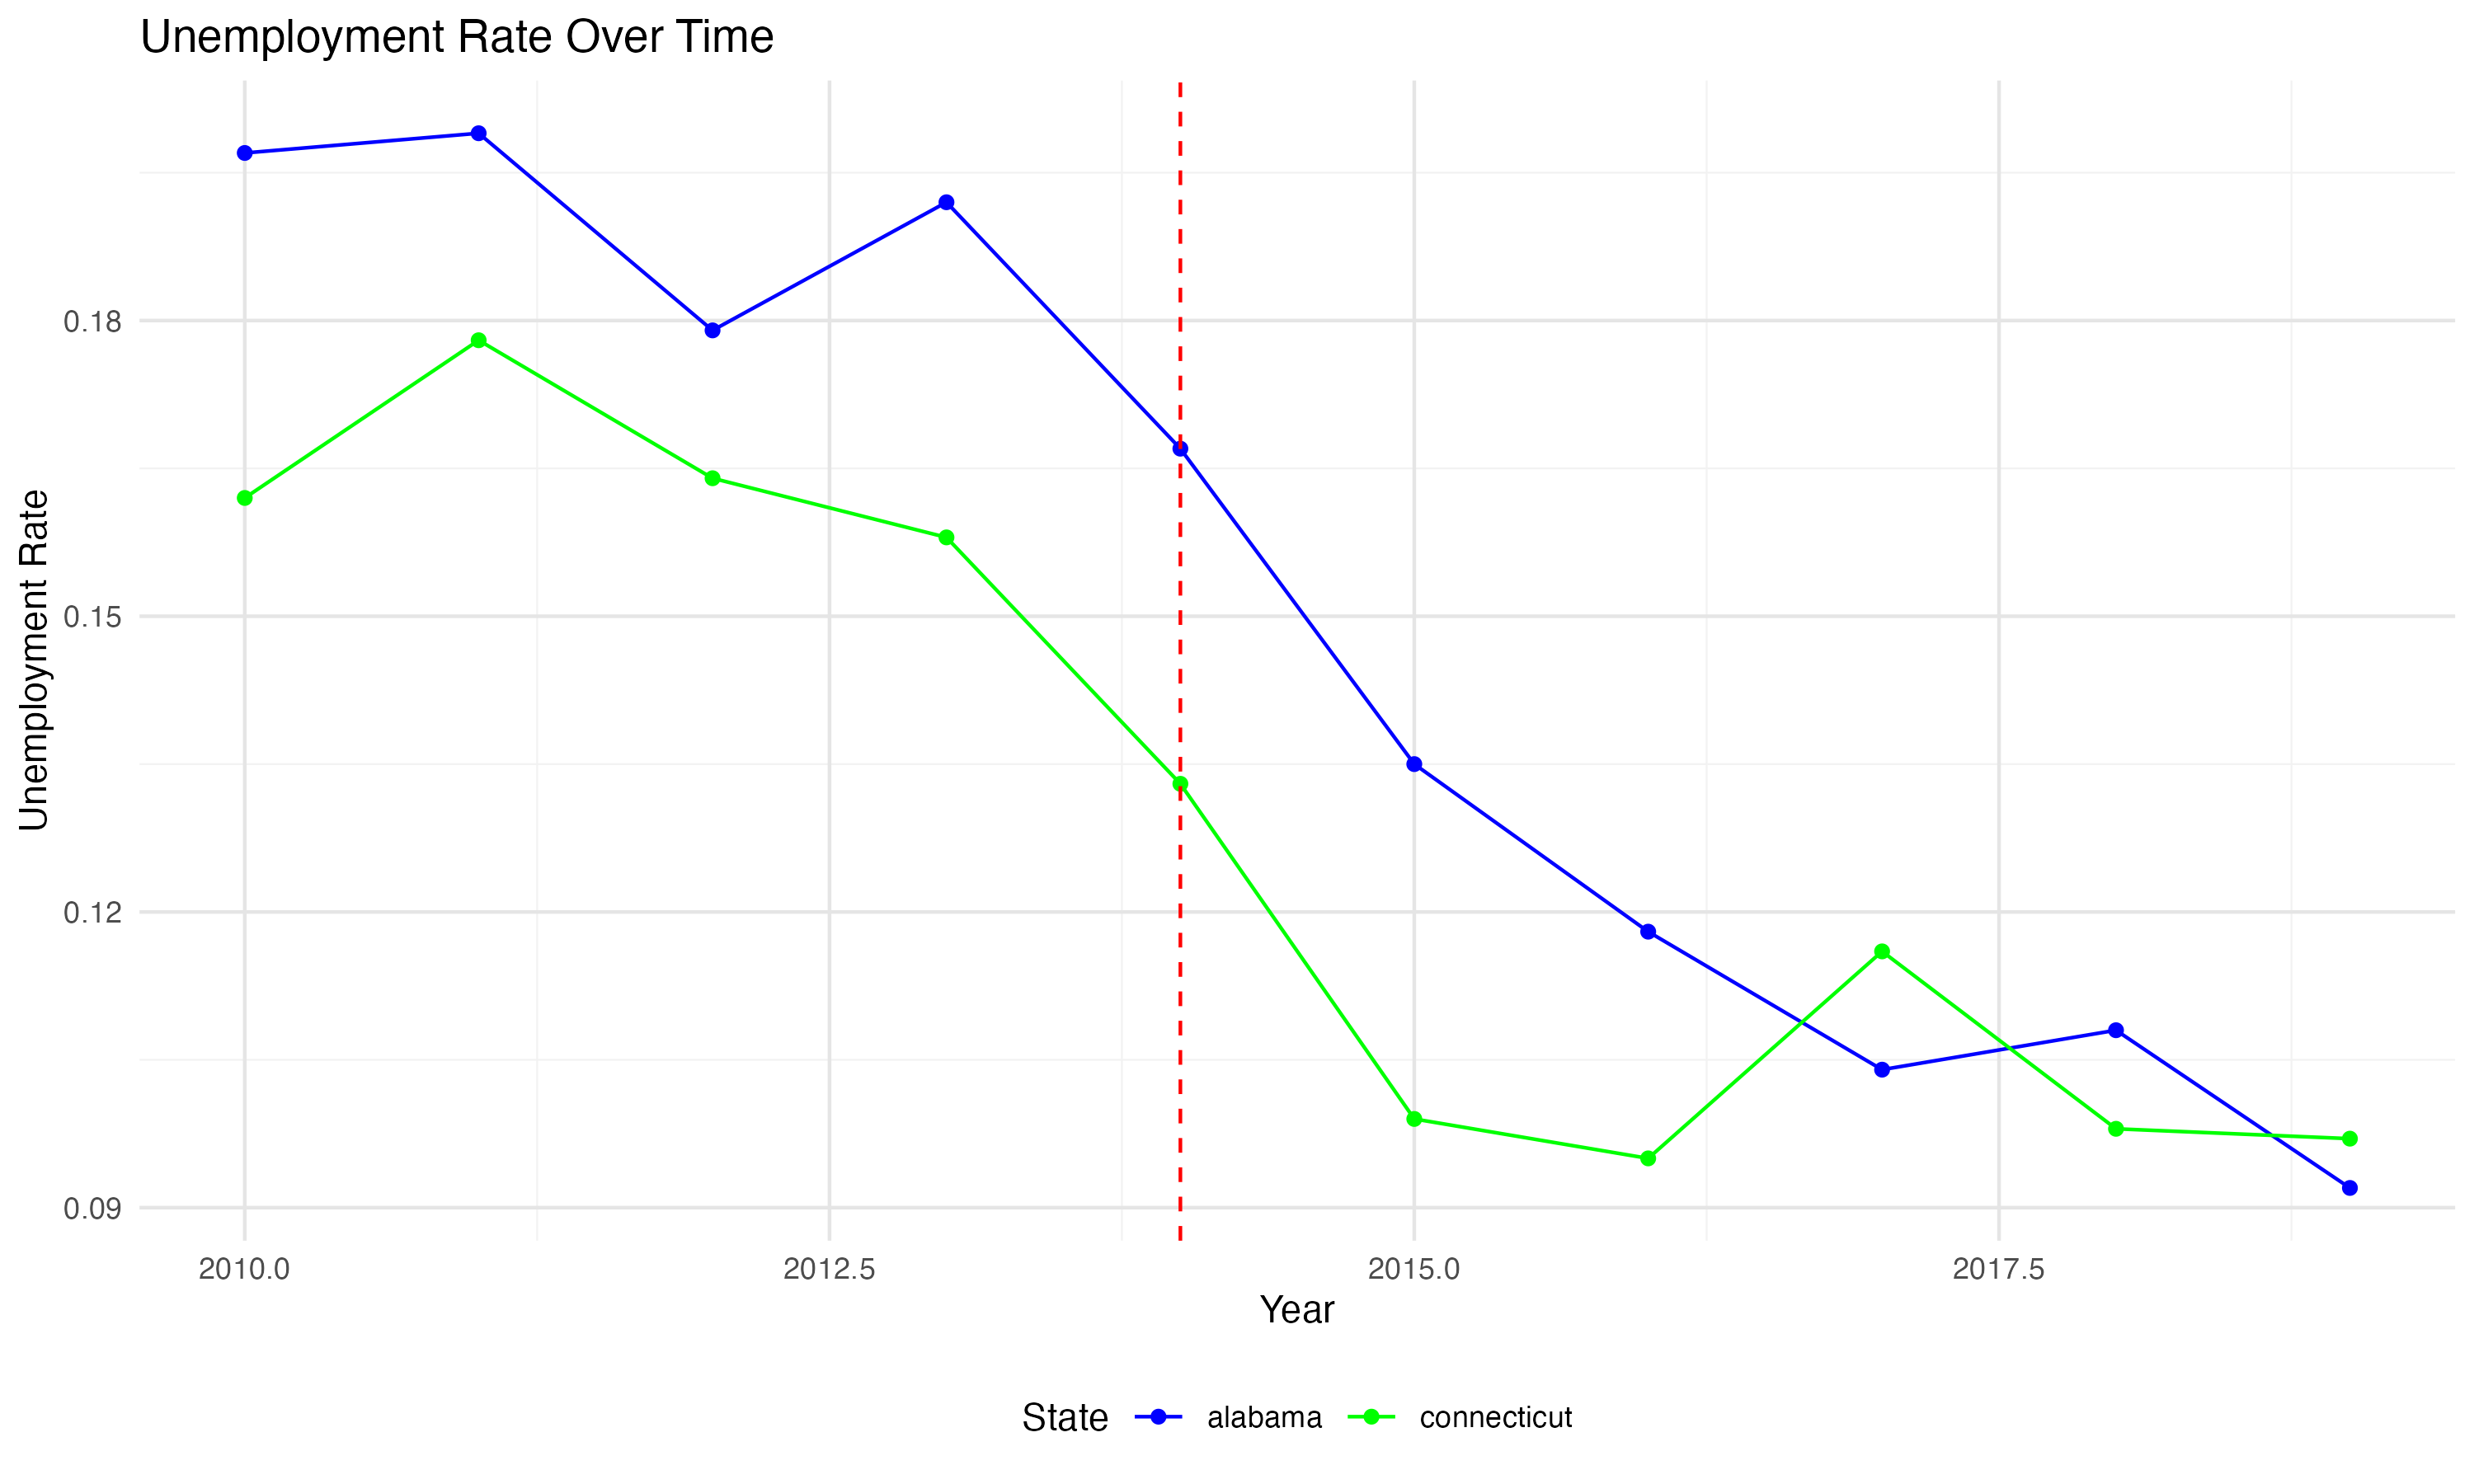 Unemployment Rate Over Time
Unemployment Rate
0.18
0.15
0.12
0.09
2010.0 2012.5 2015.0 2017.5
Year
State alabama connecticut